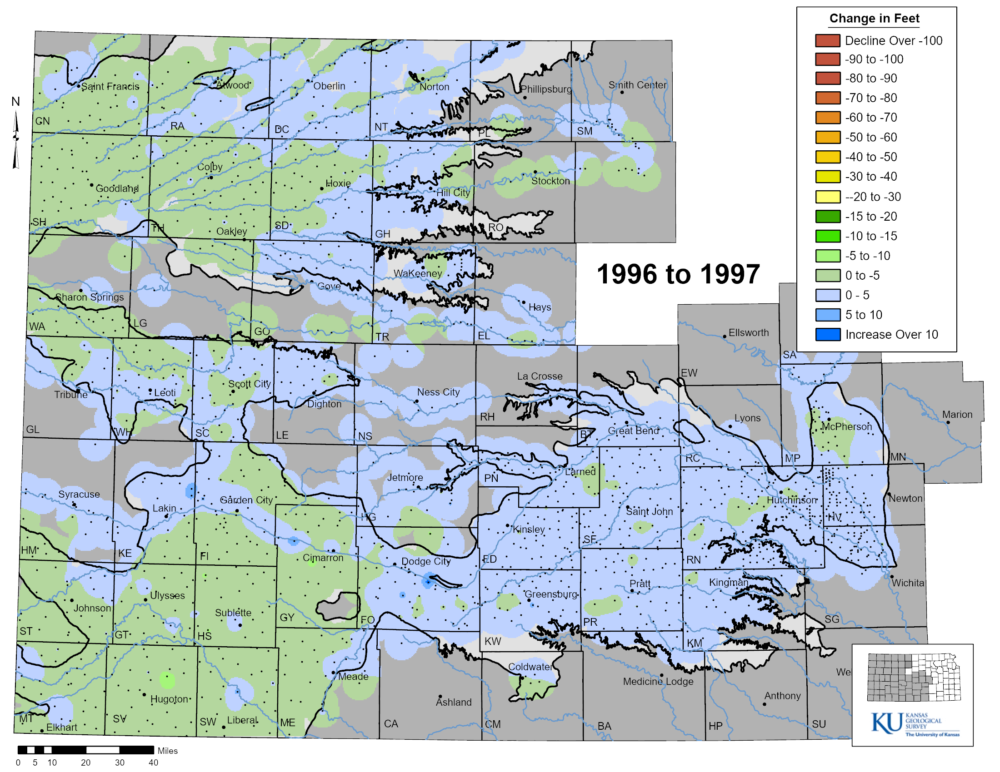 Change in Feet
Decline Over -100
-90 to -100
-80 to -90
-70 to -80
-60 to -70
-50 to -60
-40 to -50
-30 to -40
--20 to -30
-15 to -20
-10 to -15
-5 to -10
0 to -5
0 - 5
5 to 10
Increase Over 10
1996 to 1997
N
Saint Francis
Atwood
Oberlin
Norton
Phillipsburg
Smith Center
CN
RA
DC
NT
PL
SM
Goodland
Colby
Hoxie
Hill City
Stockton
SH
TH
Oakley
SD
GH
RO
Sharon Springs
Gove
WaKeeney
Hays
WA
LG
GO
TR
EL
Ellsworth
SA
EW
Tribune
Leoti
Scott City
Dighton
Ness City
La Crosse
Great Bend
Lyons
McPherson
Marion
GL
WH
SC
LE
NS
RH
BT
RC
MP
MN
Syracuse
Lakin
Garden City
Jetmore
Larned
PN
Saint John
Hutchinson
Newton
HM
KE
FI
Cimarron
HG
Dodge City
Kinsley
ED
SF
RN
HV
Wichita
Johnson
Ulysses
Sublette
Greensburg
Pratt
Kingman
ST
GT
HS
GY
FO
KW
PR
KM
SG
Meade
Coldwater
Medicine Lodge
Anthony
We
Hugoton
Liberal
Ashland
MT
Elkhart
SV
SW
ME
CA
CM
BA
HP
SU
KU KANSAS
GEOLOGICAL
SURVEY
The University of Kansas
Miles
0 5 10 20 30 40